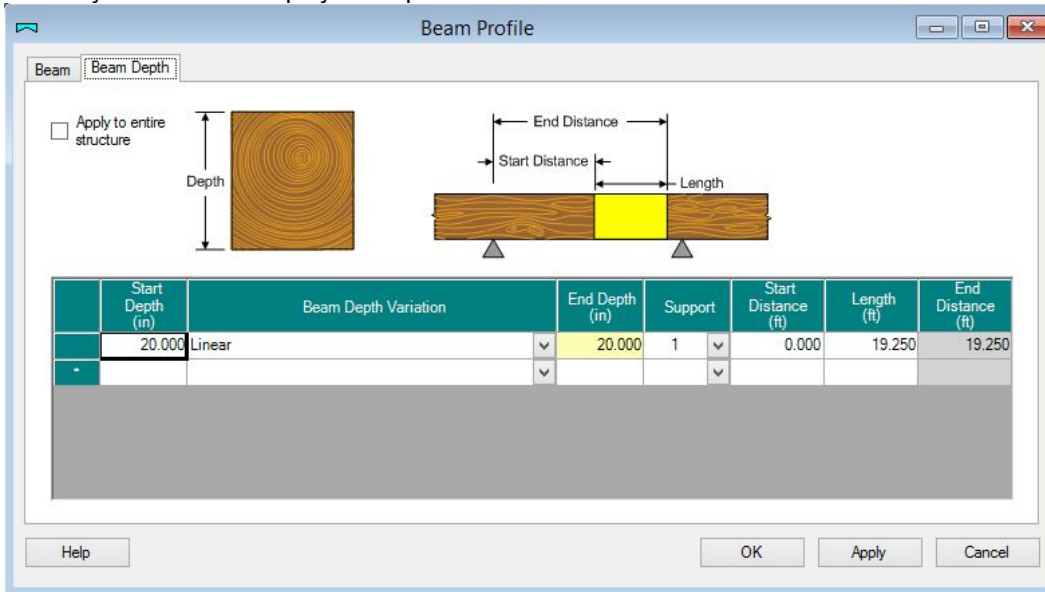 Beam Profile
Beam Beam Depth
Apply to entire
structure
Depth
End Distance
Start Distance
Length
Start Depth (in) Beam Depth Variation End Depth (in) Support Start Distance (ft) Length (ft) End Distance (ft)
20.000 Linear 20.000 1 0.000 19.250 19.250
*
Help OK Apply Cancel